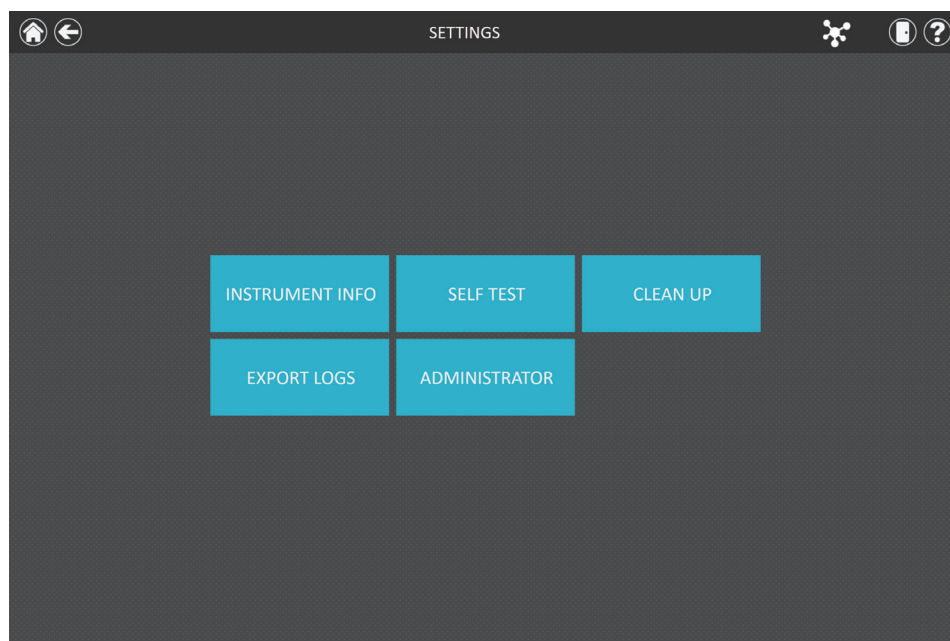 SETTINGS
INSTRUMENT INFO
SELF TEST
CLEAN UP
EXPORT LOGS
ADMINISTRATOR